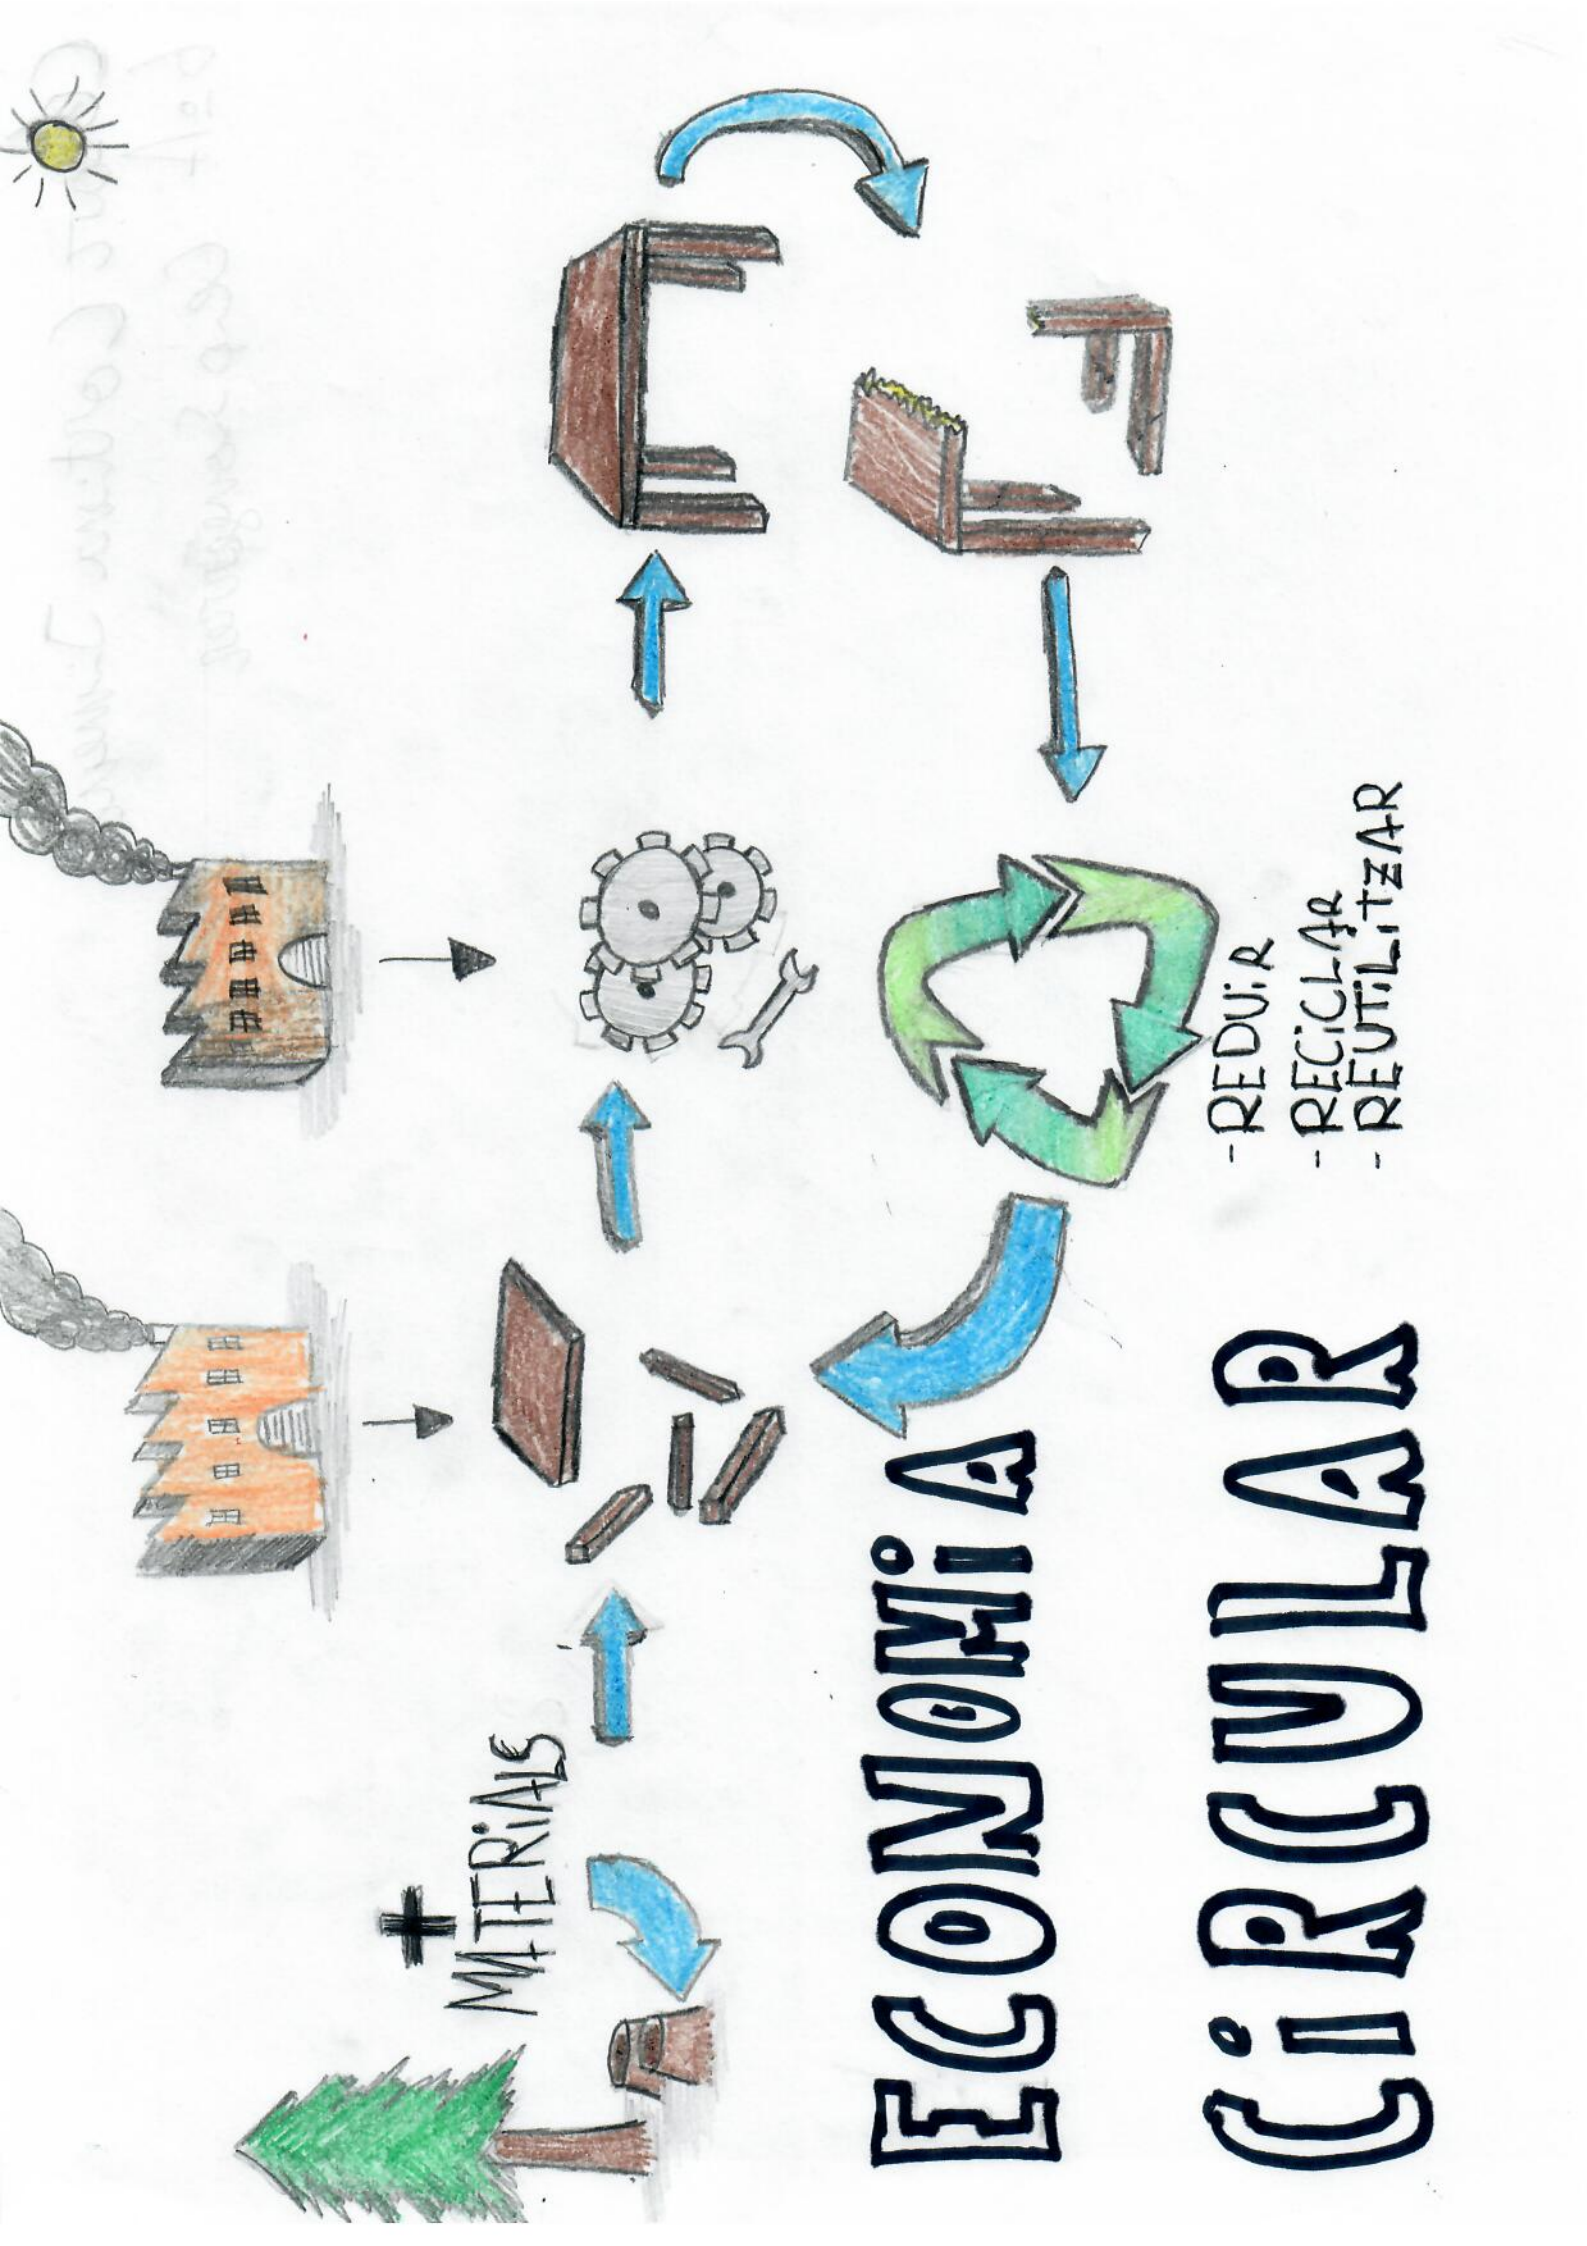 +
MATERIALS
ECONOMiA
CiRCULAR
-REDUiR
-RECiCLAR
-REUTiLiTZAR